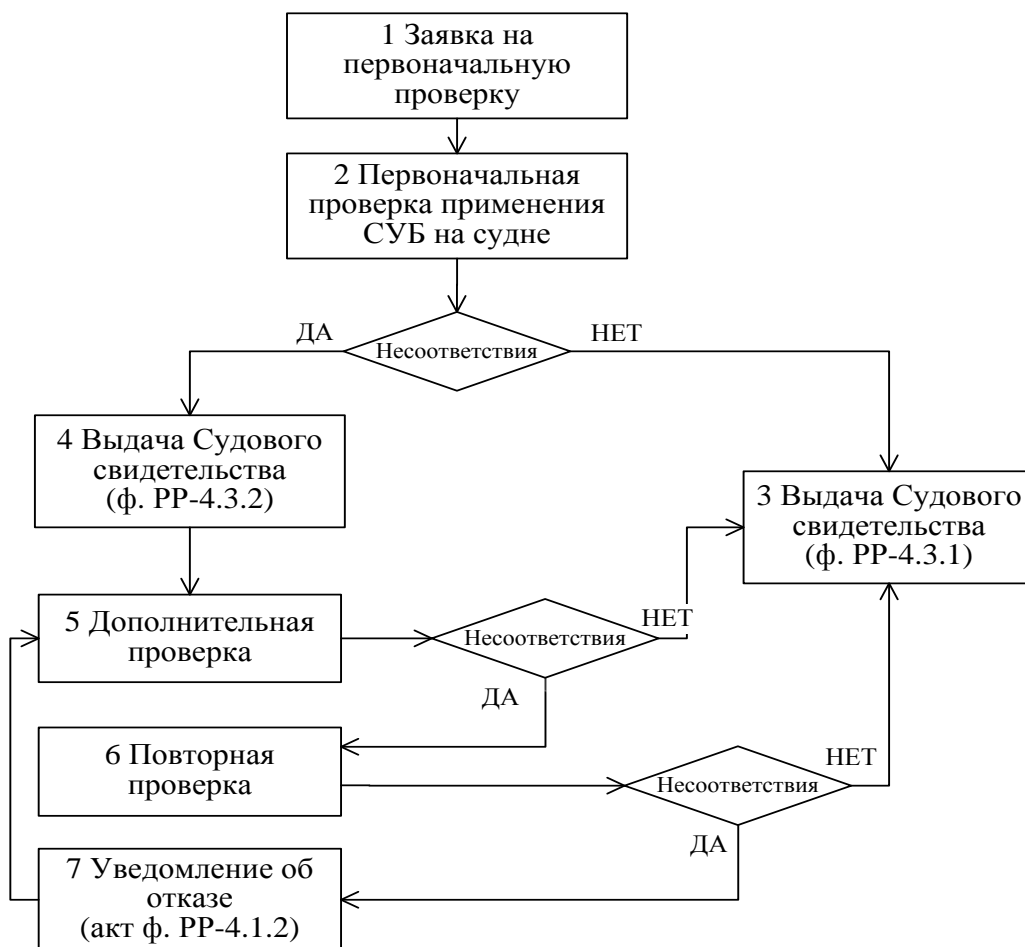 1 Заявка на
первоначальную
проверку
2 Первоначальная
проверка применения
СУБ на судне
ДА
Несоответствия
НЕТ
4 Выдача Судового
свидетельства
(ф. РР-4.3.2)
3 Выдача Судового
свидетельства
(ф. РР-4.3.1)
5 Дополнительная
проверка
Несоответствия
НЕТ
ДА
6 Повторная
проверка
Несоответствия
НЕТ
ДА
7 Уведомление об
отказе
(акт ф. РР-4.1.2)